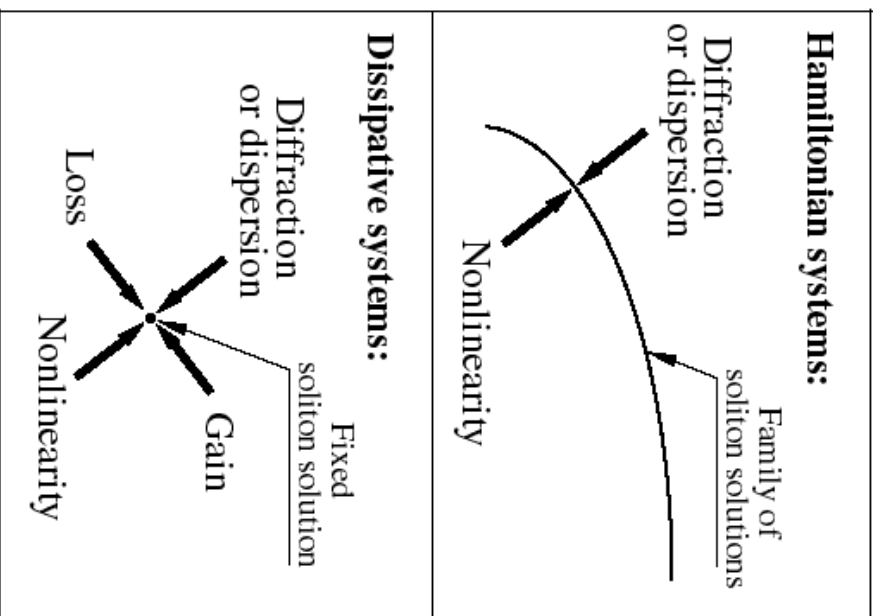 Hamiltonian systems:
Diffraction
or dispersion
Nonlinearity
Family of
soliton solutions
Dissipative systems:
Diffraction
or dispersion
Loss
Gain
Nonlinearity
Fixed
soliton solution